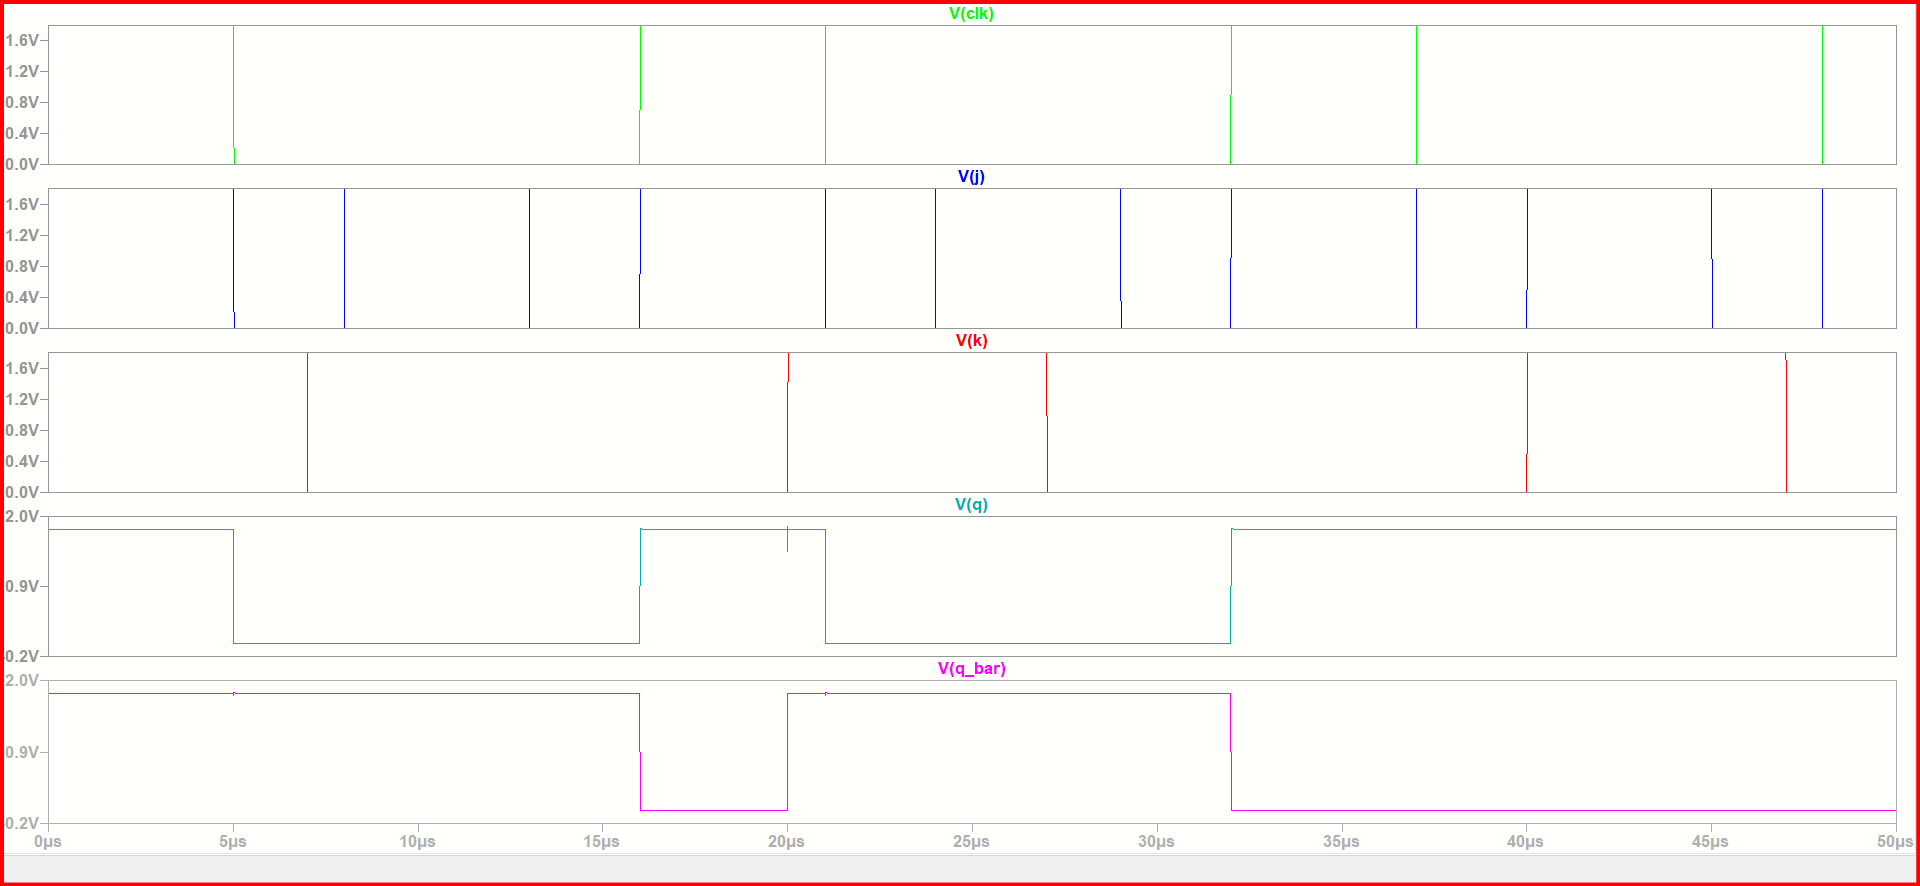 V(clk)
1.6V
1.2V
0.8V
0.4V
0.0V
V(j)
1.6V
1.2V
0.8V
0.4V
0.0V
V(k)
1.6V
1.2V
0.8V
0.4V
0.0V
V(q)
2.0V
0.9V
0.2V
V(q_bar)
2.0V
0.9V
0.2V
0µs 5µs 10µs 15µs 20µs 25µs 30µs 35µs 40µs 45µs 50µs